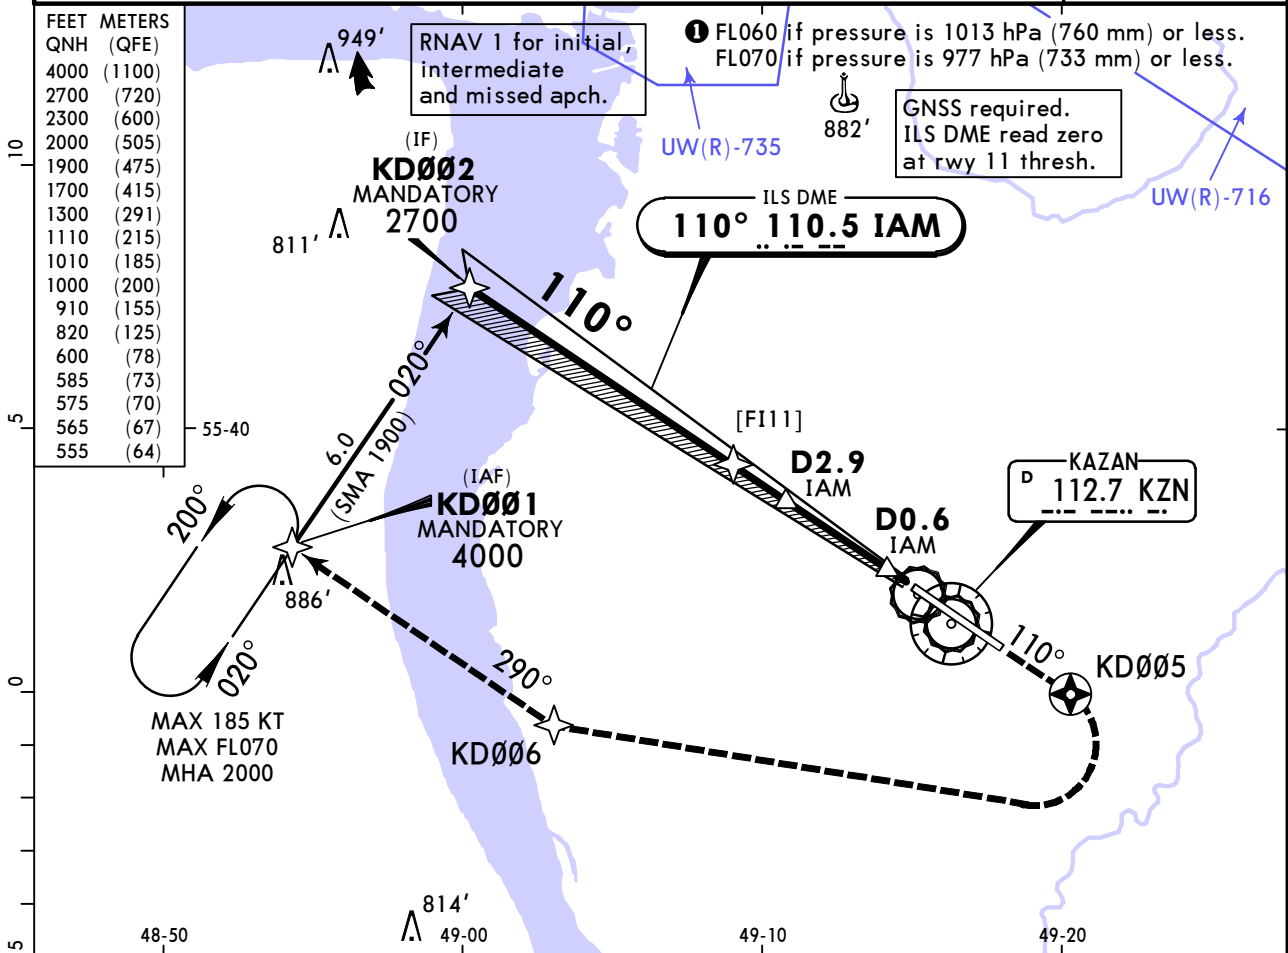 FEET METERS
QNH (QFE)
4000 (1100)
2700 (720)
2300 (600)
2000 (505)
1900 (475)
1700 (415)
1300 (291)
1110 (215)
1010 (185)
1000 (200)
910 (155)
820 (125)
600 (78)
585 (73)
575 (70)
565 (67)
555 (64)
949'
RNAV 1 for initial,
intermediate
and missed apch.
1 FL060 if pressure is 1013 hPa (760 mm) or less.
FL070 if pressure is 977 hPa (733 mm) or less.
882'
UW(R)-735
GNSS required.
ILS DME read zero
at rwy 11 thresh.
UW(R)-716
10
(IF)
KDØØ2
MANDATORY
2700
811'
ILS DME
110° 110.5 IAM
110°
020°
6.0
(SMA 1900)
5
55-40
[FI11]
D2.9
IAM
KAZAN
D 112.7 KZN
D0.6
IAM
(IAF)
KDØØ1
MANDATORY
4000
200°
886'
020°
MAX 185 KT
MAX FL070
MHA 2000
0
290°
KDØØ6
110°
KDØØ5
814'
5
48-50
49-00
49-10
49-20